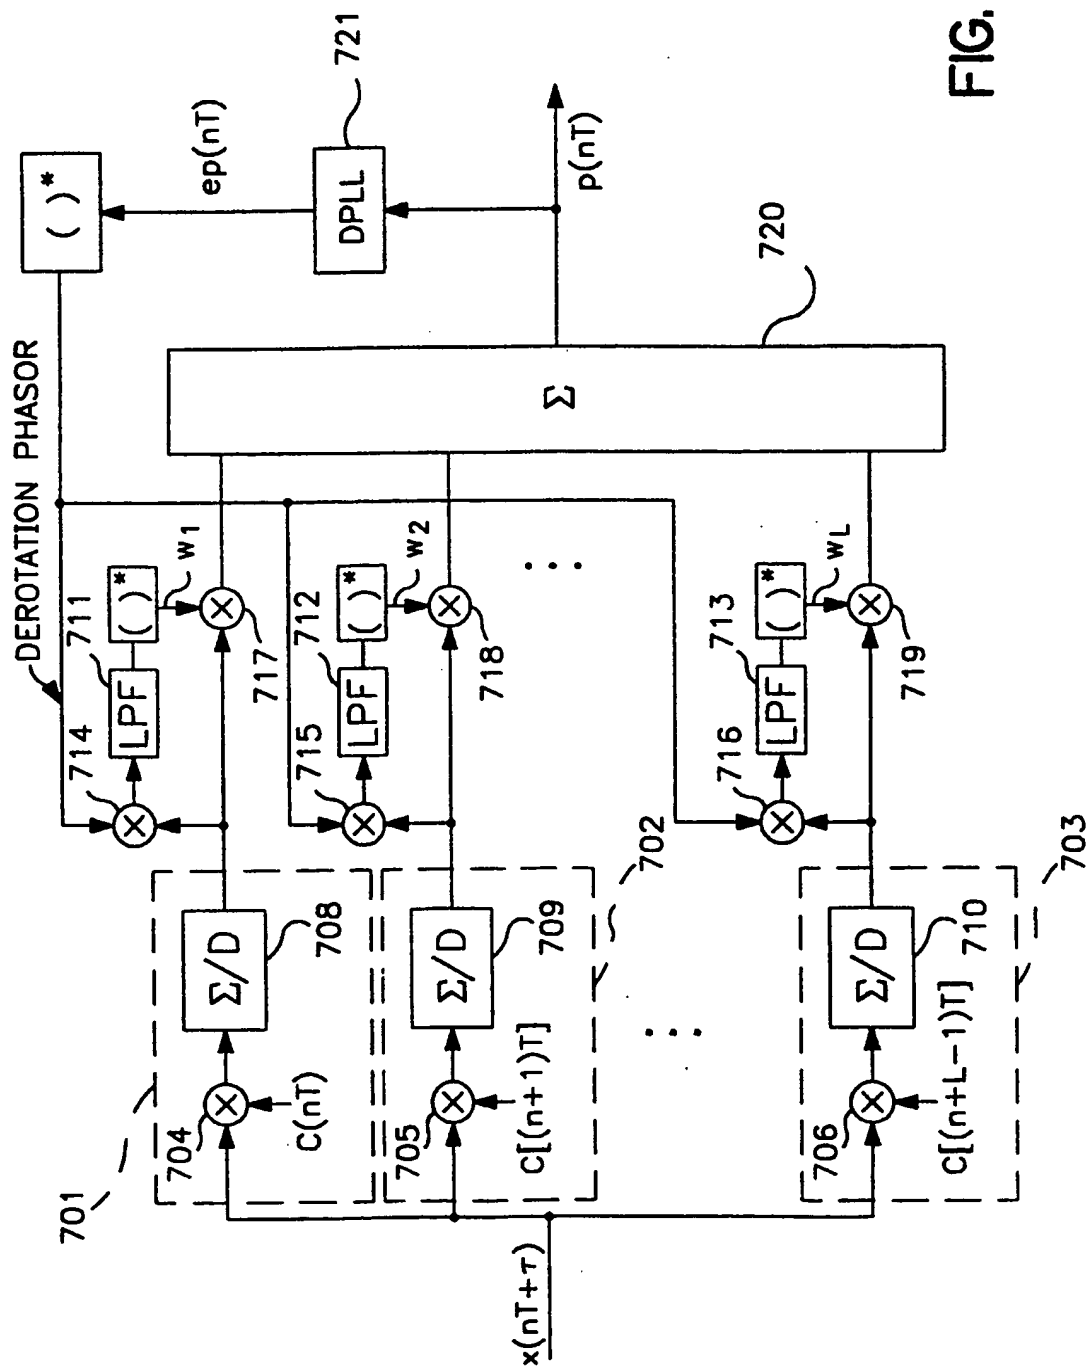 DEROTATION PHASOR
( )*
ep(nT)
DPLL
721
p(nT)
714
LPF
711
( )*
w1
717
Σ
720
715
LPF
712
( )*
w2
718
716
LPF
713
( )*
wL
719
701
704
C(nT)
Σ/D
708
x(nT+τ)
705
C[(n+1)T]
Σ/D
709
702
706
C[(n+L-1)T]
Σ/D
710
703
FIG.